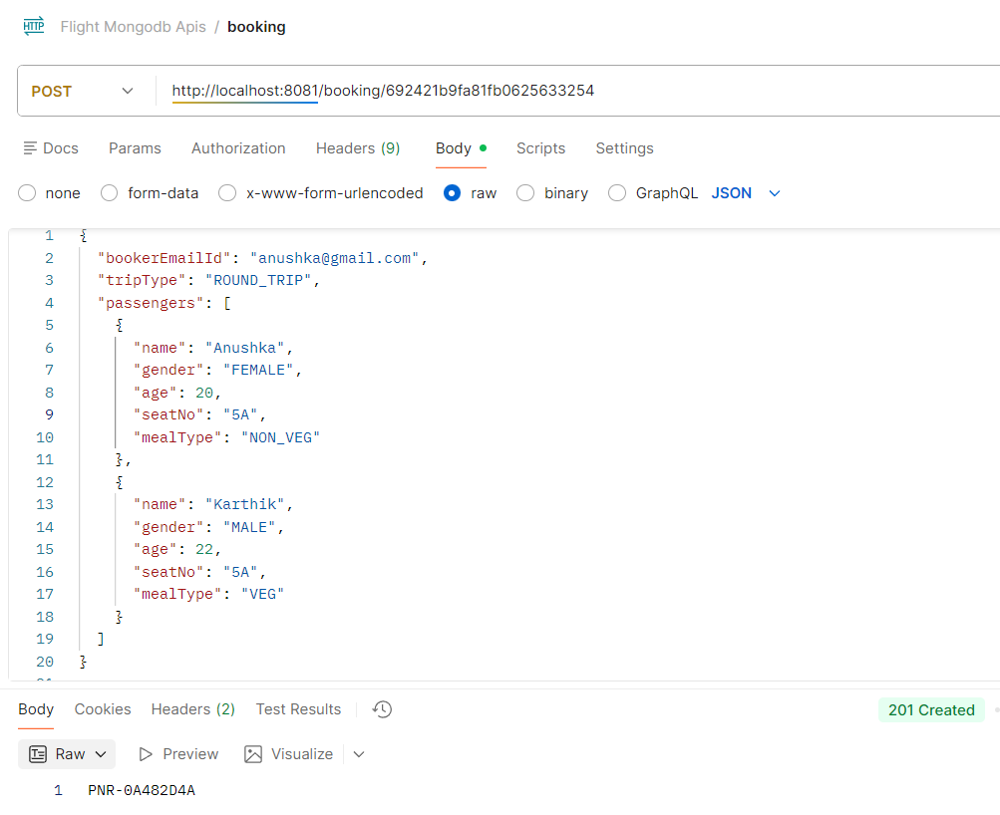 HTTP Flight Mongodb Apis / booking
POST http://localhost:8081/booking/692421b9fa81fb0625633254
Docs Params Authorization Headers (9) Body Scripts Settings
none form-data x-www-form-urlencoded raw binary GraphQL JSON
1 {
2 "bookerEmailId": "anushka@gmail.com",
3 "tripType": "ROUND_TRIP",
4 "passengers": [
5 {
6 "name": "Anushka",
7 "gender": "FEMALE",
8 "age": 20,
9 "seatNo": "5A",
10 "mealType": "NON_VEG"
11 },
12 {
13 "name": "Karthik",
14 "gender": "MALE",
15 "age": 22,
16 "seatNo": "5A",
17 "mealType": "VEG"
18 }
19 ]
20 }
Body Cookies Headers (2) Test Results 201 Created
Raw Preview Visualize
1 PNR-0A482D4A